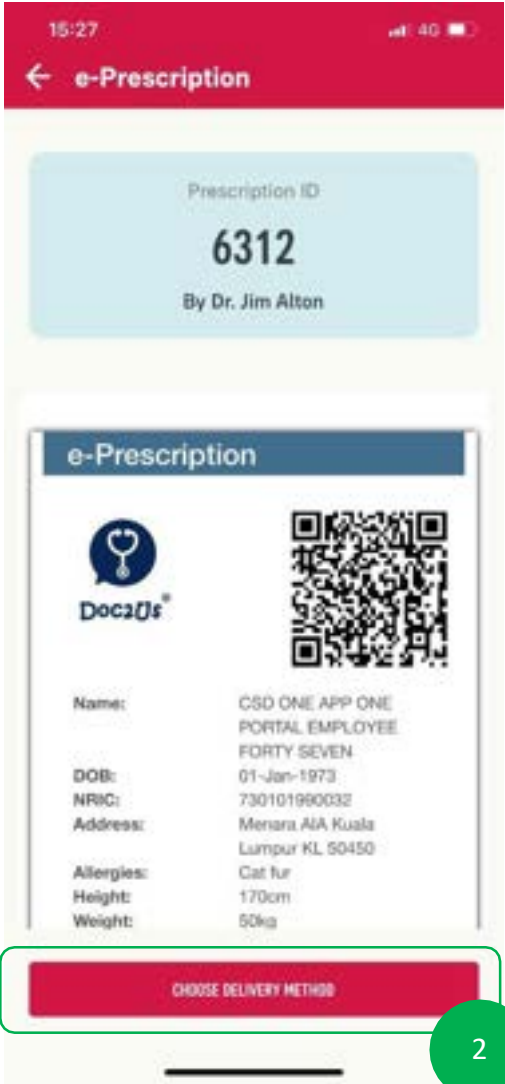 15:27
4G
e-Prescription
Prescription ID
6312
By Dr. Jim Alton
e-Prescription
Doc2Us®
Name: CSD ONE APP ONE
PORTAL EMPLOYEE
FORTY SEVEN
DOB: 01-Jan-1973
NRIC: 730101990032
Address: Menara AIA Kuala
Lumpur KL 50450
Allergies: Cat fur
Height: 170cm
Weight: 50kg
CHOOSE DELIVERY METHOD
2